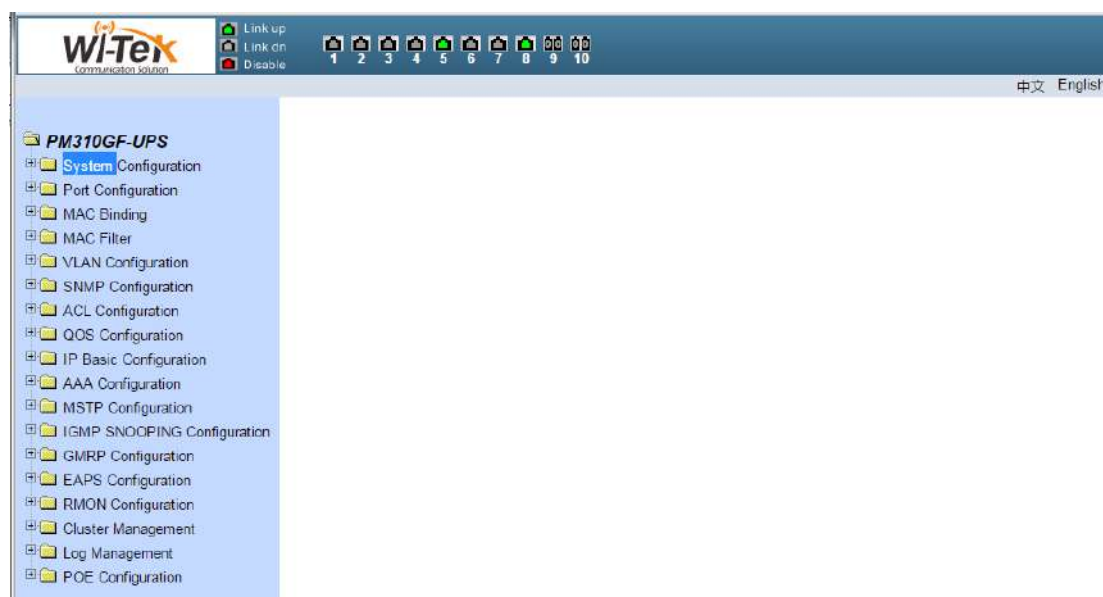 WI-Tek
Communication Solution
Link up
Link dn
Disable
1 2 3 4 5 6 7 8 9 10
中文 English
PM310GF-UPS
System Configuration
Port Configuration
MAC Binding
MAC Filter
VLAN Configuration
SNMP Configuration
ACL Configuration
QOS Configuration
IP Basic Configuration
AAA Configuration
MSTP Configuration
IGMP SNOOPING Configuration
GMRP Configuration
EAPS Configuration
RMON Configuration
Cluster Management
Log Management
POE Configuration